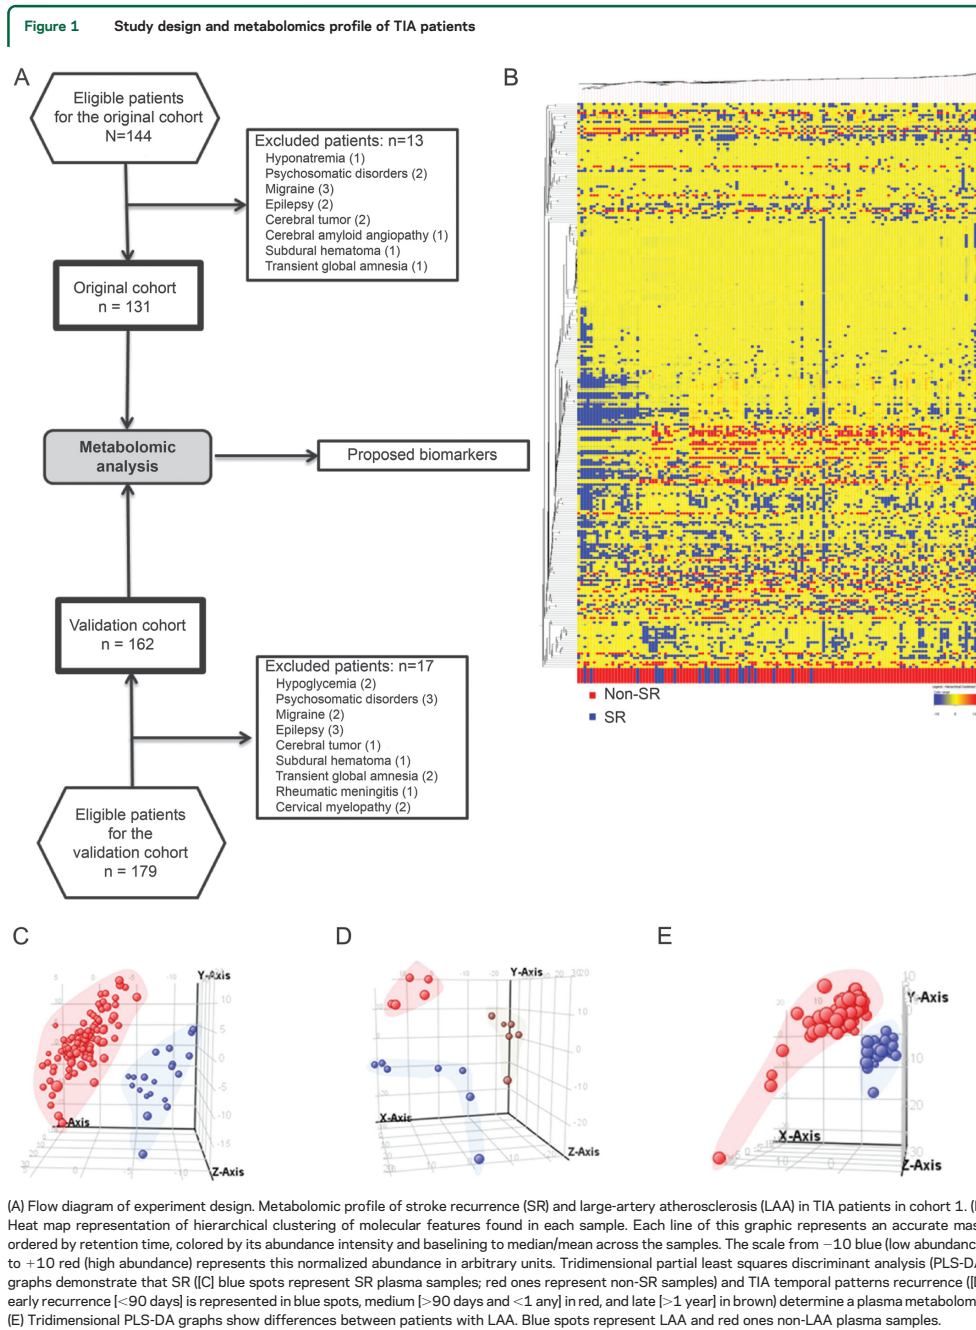 Figure 1 Study design and metabolomics profile of TIA patients
A
Eligible patients
for the original cohort
N=144
Excluded patients: n=13
Hyponatremia (1)
Psychosomatic disorders (2)
Migraine (3)
Epilepsy (2)
Cerebral tumor (2)
Cerebral amyloid angiopathy (1)
Subdural hematoma (1)
Transient global amnesia (1)
Original cohort
n = 131
Metabolomic
analysis
Proposed biomarkers
Validation cohort
n = 162
Excluded patients: n=17
Hypoglycemia (2)
Psychosomatic disorders (3)
Migraine (2)
Epilepsy (3)
Cerebral tumor (1)
Subdural hematoma (1)
Transient global amnesia (2)
Rheumatic meningitis (1)
Cervical myelopathy (2)
Eligible patients
for the
validation cohort
n = 179
B
Non-SR
SR
C
Y-Axis
Z-Axis
D
Y-Axis
X-Axis
Z-Axis
E
Y-Axis
X-Axis
Z-Axis
(A) Flow diagram of experiment design. Metabolomic profile of stroke recurrence (SR) and large-artery atherosclerosis (LAA) in TIA patients in cohort 1. (
Heat map representation of hierarchical clustering of molecular features found in each sample. Each line of this graphic represents an accurate mas
ordered by retention time, colored by its abundance intensity and baselining to median/mean across the samples. The scale from −10 blue (low abundanc
to +10 red (high abundance) represents this normalized abundance in arbitrary units. Tridimensional partial least squares discriminant analysis (PLS-DA
graphs demonstrate that SR ([C] blue spots represent SR plasma samples; red ones represent non-SR samples) and TIA temporal patterns recurrence ([
early recurrence [<90 days] is represented in blue spots, medium [>90 days and <1 any] in red, and late [>1 year] in brown) determine a plasma metabolom
(E) Tridimensional PLS-DA graphs show differences between patients with LAA. Blue spots represent LAA and red ones non-LAA plasma samples.